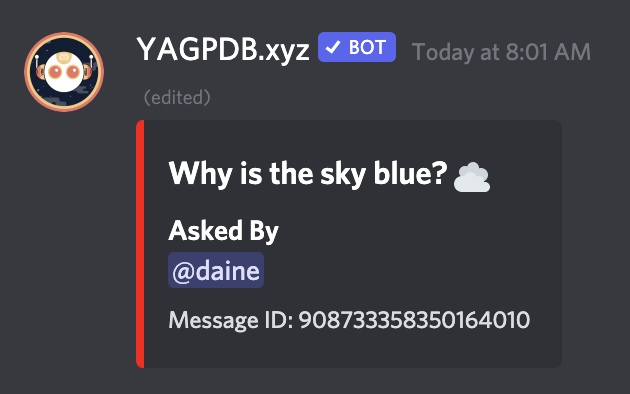 YAGPDB.xyz BOT Today at 8:01 AM
(edited)
Why is the sky blue? ☁️
Asked By
@daine
Message ID: 908733358350164010